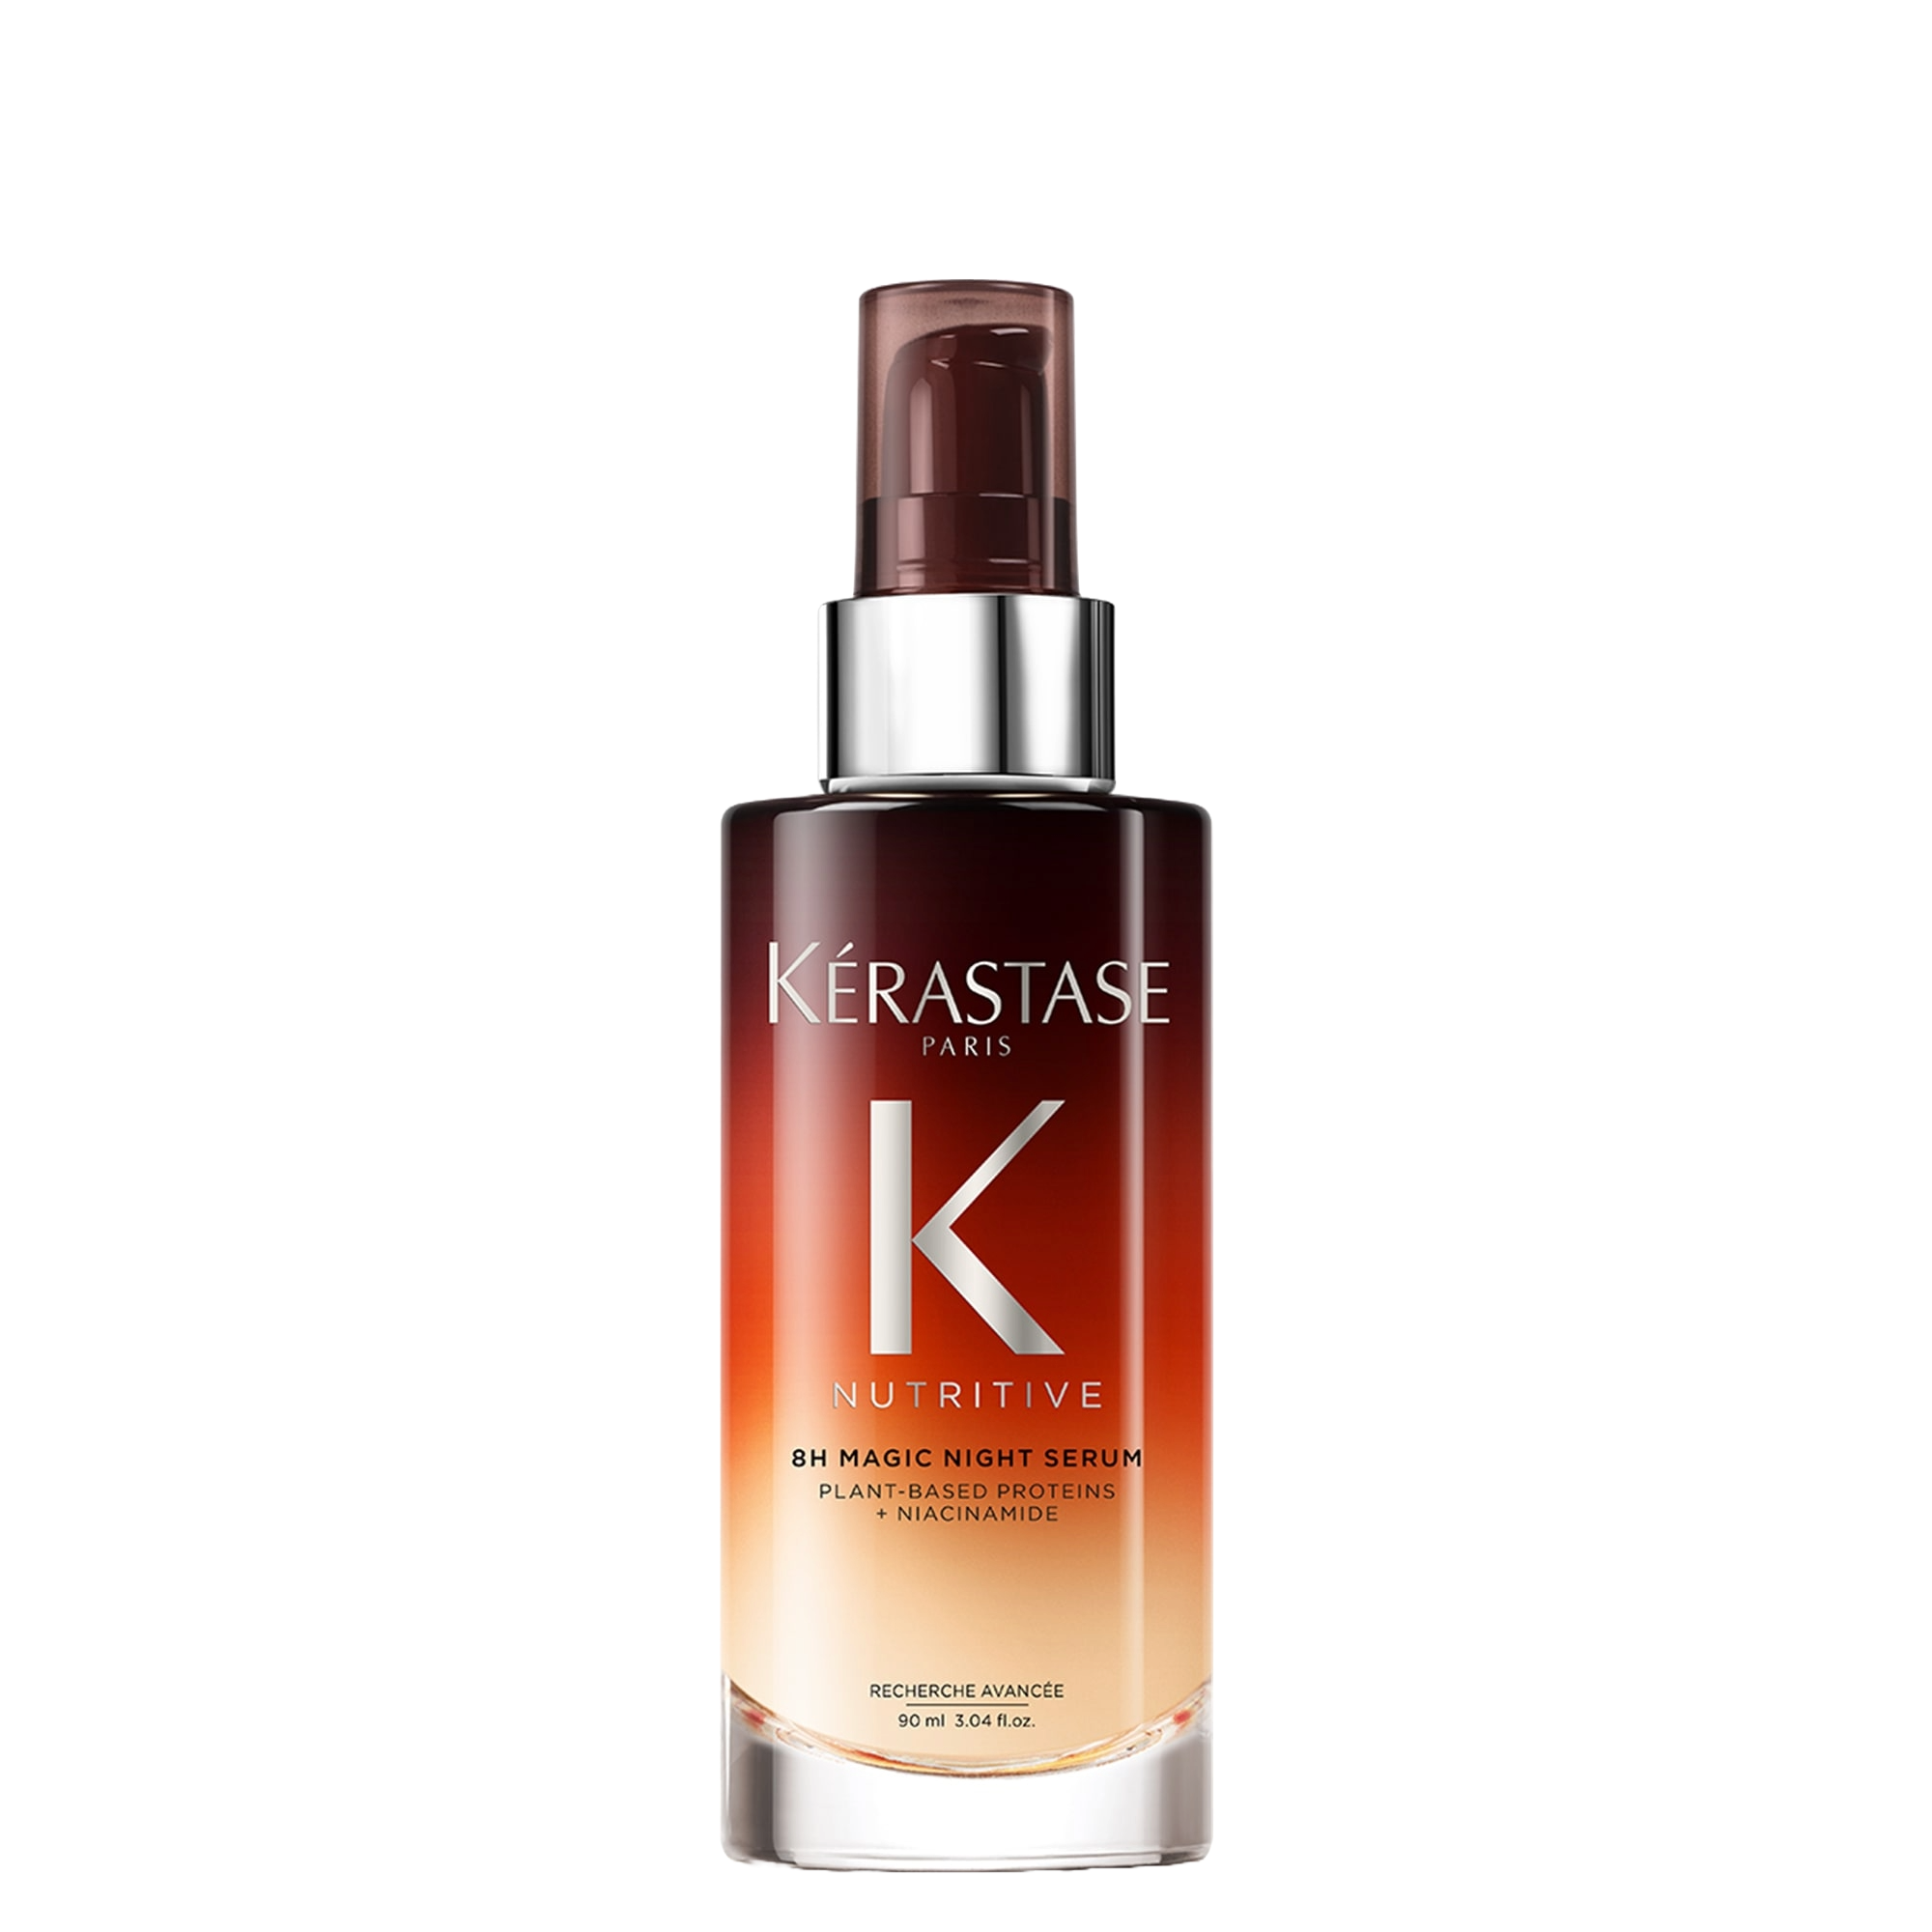 KÉRASTASE
PARIS
K
NUTRITIVE
8H MAGIC NIGHT SERUM
PLANT-BASED PROTEINS
+ NIACINAMIDE
RECHERCHE AVANCÉE
90 ml 3.04 fl.oz.